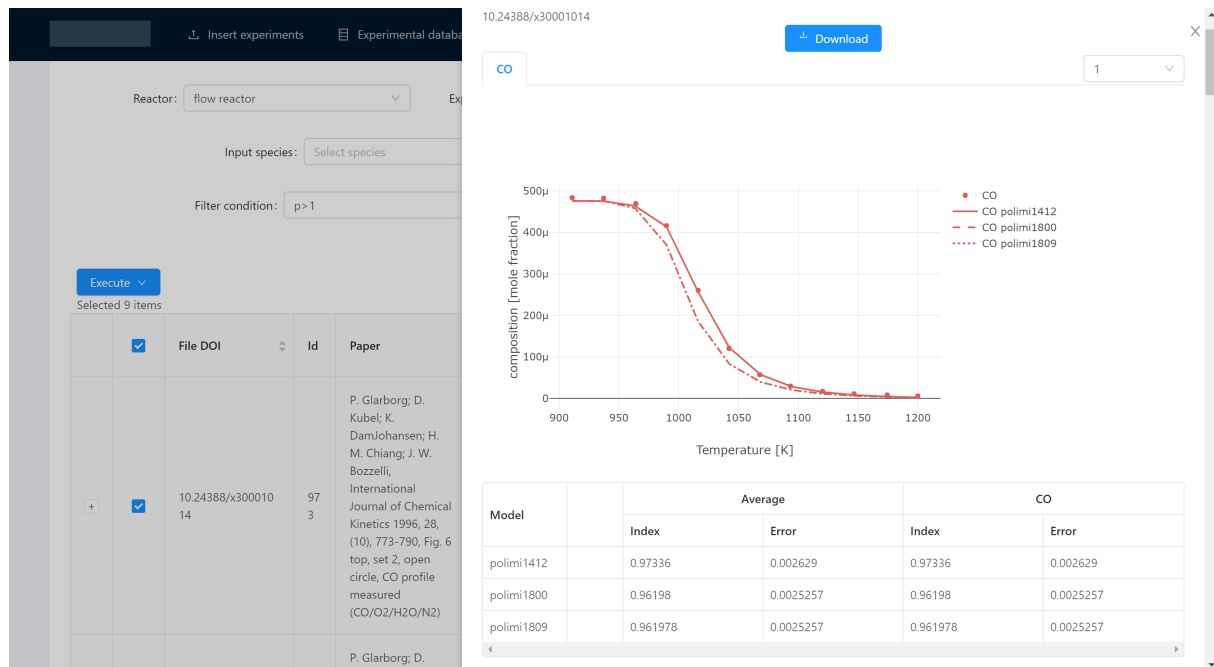 Insert experiments
Experimental databa
Reactor:
flow reactor
Ex
Input species:
Select species
Filter condition:
p>1
Execute
Selected 9 items
File DOI
Id
Paper
10.24388/x300010
14
97
3
P. Glarborg; D.
Kubel; K.
DamJohansen; H.
M. Chiang; J. W.
Bozzelli,
International
Journal of Chemical
Kinetics 1996, 28,
(10), 773-790, Fig. 6
top, set 2, open
circle, CO profile
measured
(CO/O2/H2O/N2)
P. Glarborg; D.
10.24388/x30001014
Download
CO
1
500μ
400μ
300μ
200μ
100μ
0
composition [mole fraction]
900 950 1000 1050 1100 1150 1200
Temperature [K]
CO
CO polimi1412
CO polimi1800
CO polimi1809
Model Average CO
Index Error Index Error
polimi1412 0.97336 0.002629 0.97336 0.002629
polimi1800 0.96198 0.0025257 0.96198 0.0025257
polimi1809 0.961978 0.0025257 0.961978 0.0025257